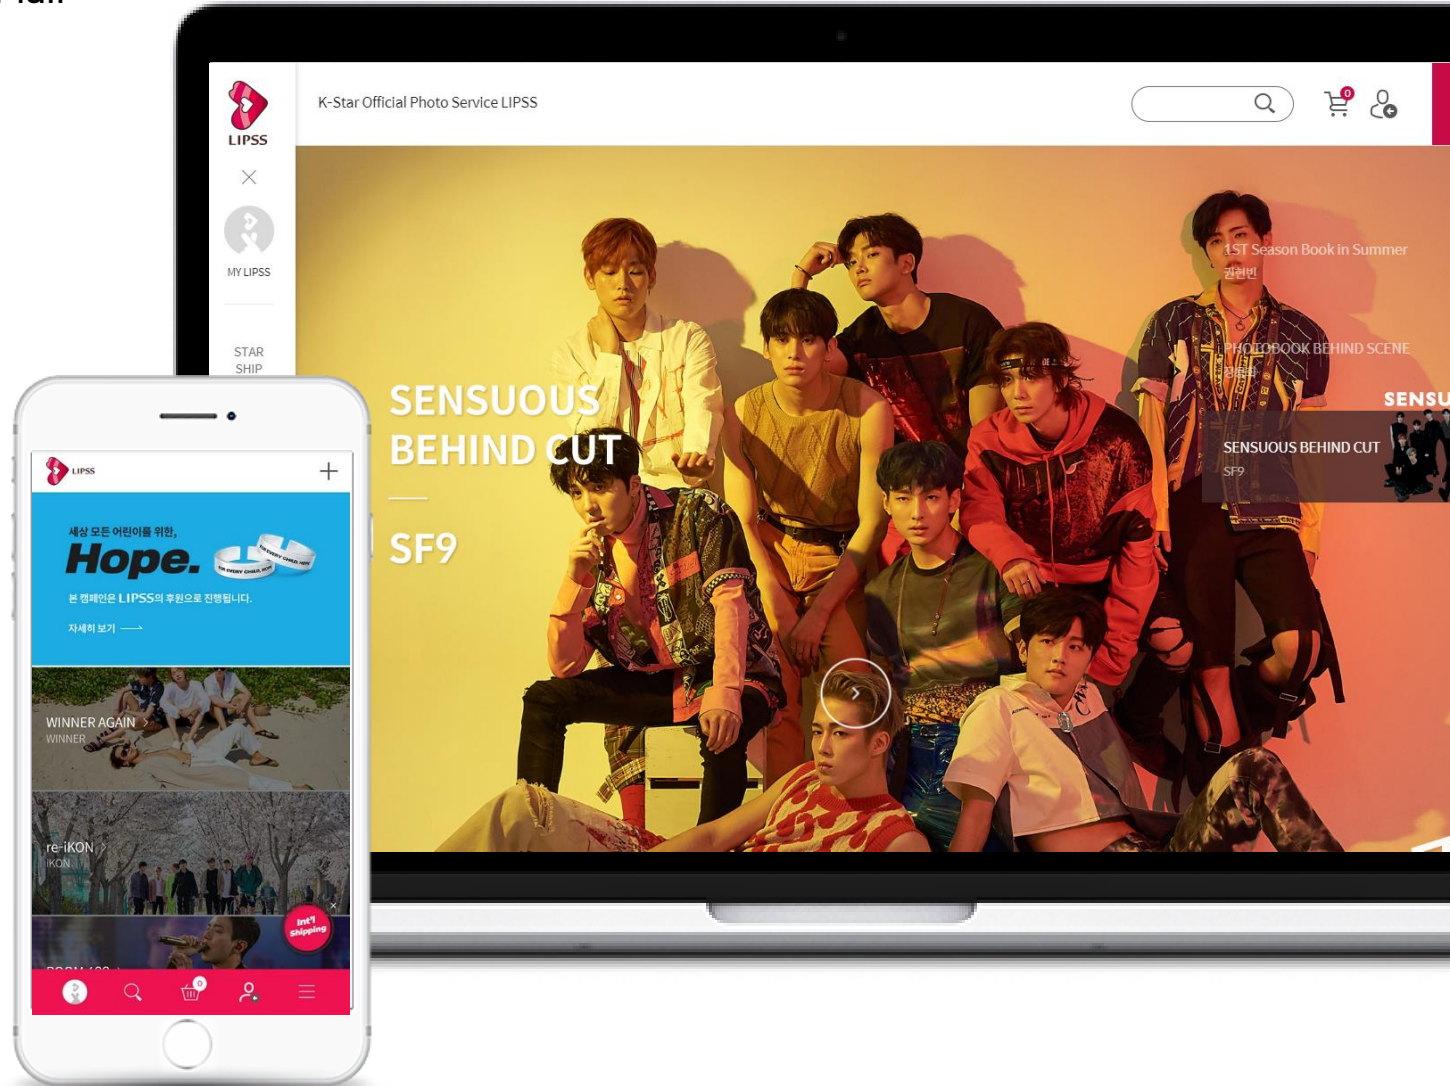 LIPSS
K-Star Official Photo Service LIPSS
0
MY LIPSS
STAR
SHIP
SENSUOUS
BEHIND CUT
SF9
1ST Season Book in Summer
권현빈
PHOTOBOOK BEHIND SCENE
SENSU
SENSUOUS BEHIND CUT
SF9
LIPSS
세상 모든 어린이를 위한,
Hope.
FOR EVERY CHILD, HOPE
본 캠페인은 LIPSS의 후원으로 진행됩니다.
자세히 보기
WINNER AGAIN
WINNER
re-iKON
iKON
Int'l
Shipping
0